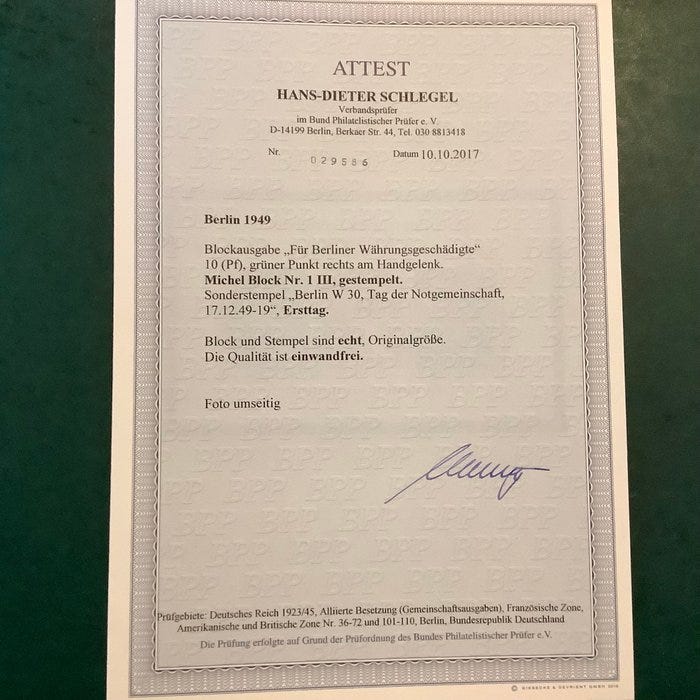 ATTEST
HANS-DIETER SCHLEGEL
Verbandsprüfer
im Bund Philatelistischer Prüfer e. V.
D-14199 Berlin, Berkaer Str. 44, Tel. 030 8813418
Nr. 029586 Datum 10.10.2017
Berlin 1949
Blockausgabe „Für Berliner Währungsgeschädigte“
10 (Pf), grüner Punkt rechts am Handgelenk.
Michel Block Nr. 1 III, gestempelt.
Sonderstempel „Berlin W 30, Tag der Notgemeinschaft,
17.12.49-19“, Ersttag.
Block und Stempel sind echt, Originalgröße.
Die Qualität ist einwandfrei.
Foto umseitig
Prüfgebiete: Deutsches Reich 1923/45, Alliierte Besetzung (Gemeinschaftsausgaben), Französische Zone,
Amerikanische und Britische Zone Nr. 36-72 und 101-110, Berlin, Bundesrepublik Deutschland
Die Prüfung erfolgte auf Grund der Prüfordnung des Bundes Philatelistischer Prüfer e.V.
© GIESECKE & DEVRIENT GMBH